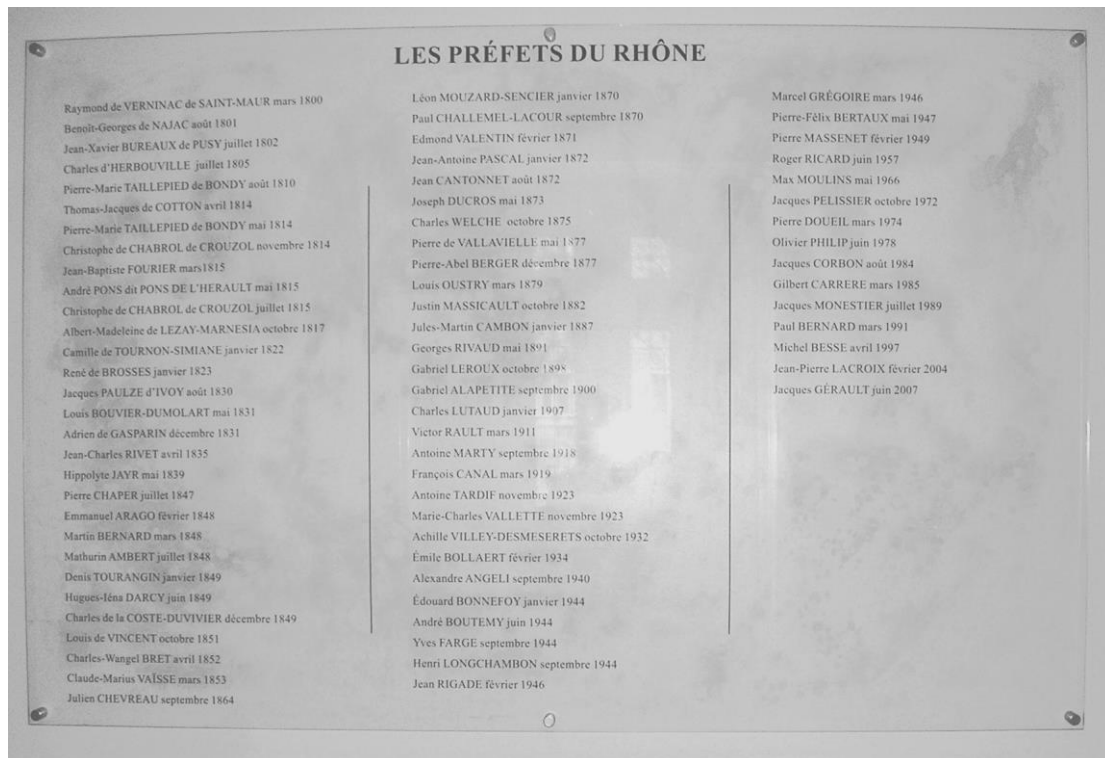 LES PRÉFETS DU RHÔNE
Raymond de VERNINAC de SAINT-MAUR mars 1800
Benoît-Georges de NAJAC août 1801
Jean-Xavier BUREAUX de PUSY juillet 1802
Charles d'HERBOUVILLE juillet 1805
Pierre-Marie TAILLEPIED de BONDY août 1810
Thomas-Jacques de COTTON avril 1814
Pierre-Marie TAILLEPIED de BONDY mai 1814
Christophe de CHABROL de CROUZOL novembre 1814
Jean-Baptiste FOURIER mars1815
André PONS dit PONS DE L'HERAULT mai 1815
Christophe de CHABROL de CROUZOL juillet 1815
Albert-Madeleine de LEZAY-MARNESIA octobre 1817
Camille de TOURNON-SIMIANE janvier 1822
René de BROSSES janvier 1823
Jacques PAULZE d'IVOY août 1830
Louis BOUVIER-DUMOLART mai 1831
Adrien de GASPARIN décembre 1831
Jean-Charles RIVET avril 1835
Hippolyte JAYR mai 1839
Pierre CHAPER juillet 1847
Emmanuel ARAGO février 1848
Martin BERNARD mars 1848
Mathurin AMBERT juillet 1848
Denis TOURANGIN janvier 1849
Hugues-Iéna DARCY juin 1849
Charles de la COSTE-DUVIVIER décembre 1849
Louis de VINCENT octobre 1851
Charles-Wangel BRET avril 1852
Claude-Marius VAÏSSE mars 1853
Julien CHEVREAU septembre 1864
Léon MOUZARD-SENCIER janvier 1870
Paul CHALLEMEL-LACOUR septembre 1870
Edmond VALENTIN février 1871
Jean-Antoine PASCAL janvier 1872
Jean CANTONNET août 1872
Joseph DUCROS mai 1873
Charles WELCHE octobre 1875
Pierre de VALLAVIELLE mai 1877
Pierre-Abel BERGER décembre 1877
Louis OUSTRY mars 1879
Justin MASSICAULT octobre 1882
Jules-Martin CAMBON janvier 1887
Georges RIVAUD mai 1891
Gabriel LEROUX octobre 1898
Gabriel ALAPETITE septembre 1900
Charles LUTAUD janvier 1907
Victor RAULT mars 1911
Antoine MARTY septembre 1918
François CANAL mars 1919
Antoine TARDIF novembre 1923
Marie-Charles VALLETTE novembre 1923
Achille VILLEY-DESMESERETS octobre 1932
Émile BOLLAERT février 1934
Alexandre ANGELI septembre 1940
Édouard BONNEFOY janvier 1944
André BOUTEMY juin 1944
Yves FARGE septembre 1944
Henri LONGCHAMBON septembre 1944
Jean RIGADE février 1946
Marcel GRÉGOIRE mars 1946
Pierre-Félix BERTAUX mai 1947
Pierre MASSENET février 1949
Roger RICARD juin 1957
Max MOULINS mai 1966
Jacques PELISSIER octobre 1972
Pierre DOUEIL mars 1974
Olivier PHILIP juin 1978
Jacques CORBON août 1984
Gilbert CARRERE mars 1985
Jacques MONESTIER juillet 1989
Paul BERNARD mars 1991
Michel BESSE avril 1997
Jean-Pierre LACROIX février 2004
Jacques GÉRAULT juin 2007